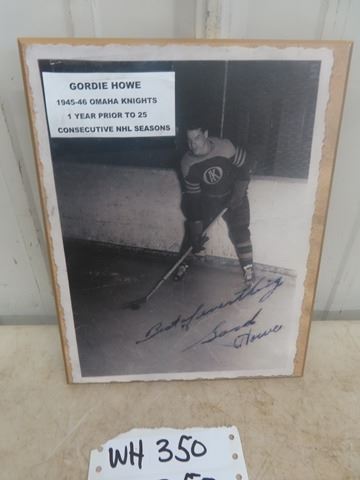 GORDIE HOWE
1945-46 OMAHA KNIGHTS
1 YEAR PRIOR TO 25
CONSECUTIVE NHL SEASONS
K
Best of everything
Gordie
Howe
WH 350